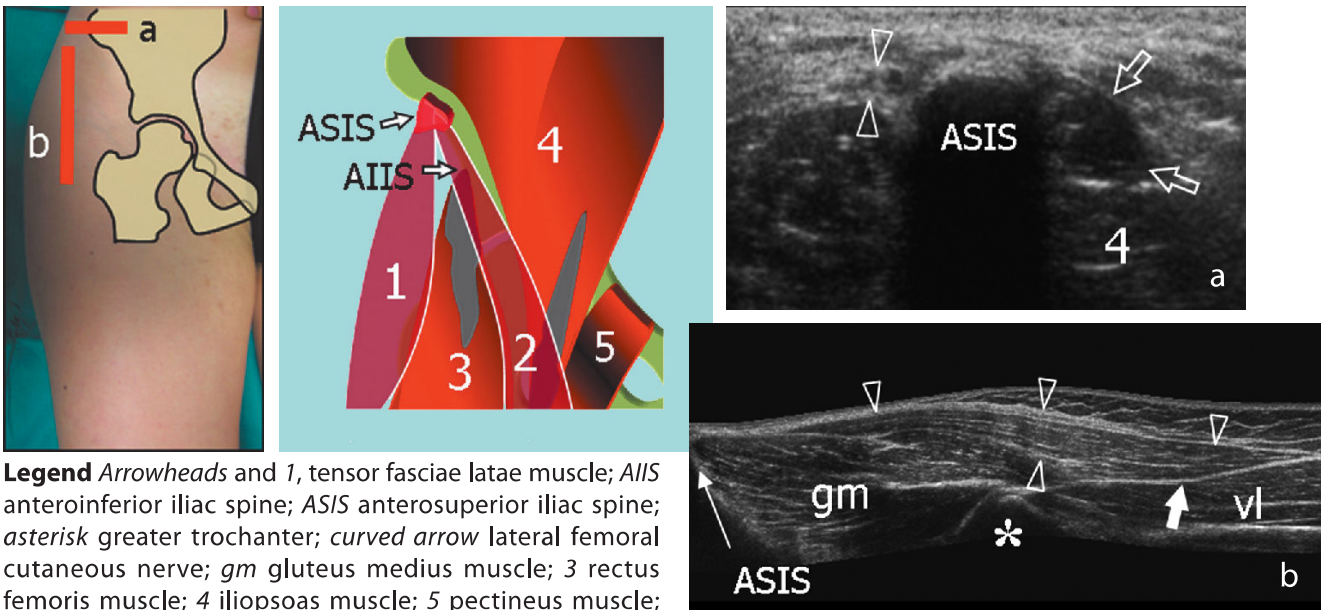 a
b
ASIS
AIIS
4
1
3
2
5
ASIS
4
a
gm
vl
ASIS
*
b
Legend Arrowheads and 1, tensor fasciae latae muscle; AIIS
anteroinferior iliac spine; ASIS anterosuperior iliac spine;
asterisk greater trochanter; curved arrow lateral femoral
cutaneous nerve; gm gluteus medius muscle; 3 rectus
femoris muscle; 4 iliopsoas muscle; 5 pectineus muscle;